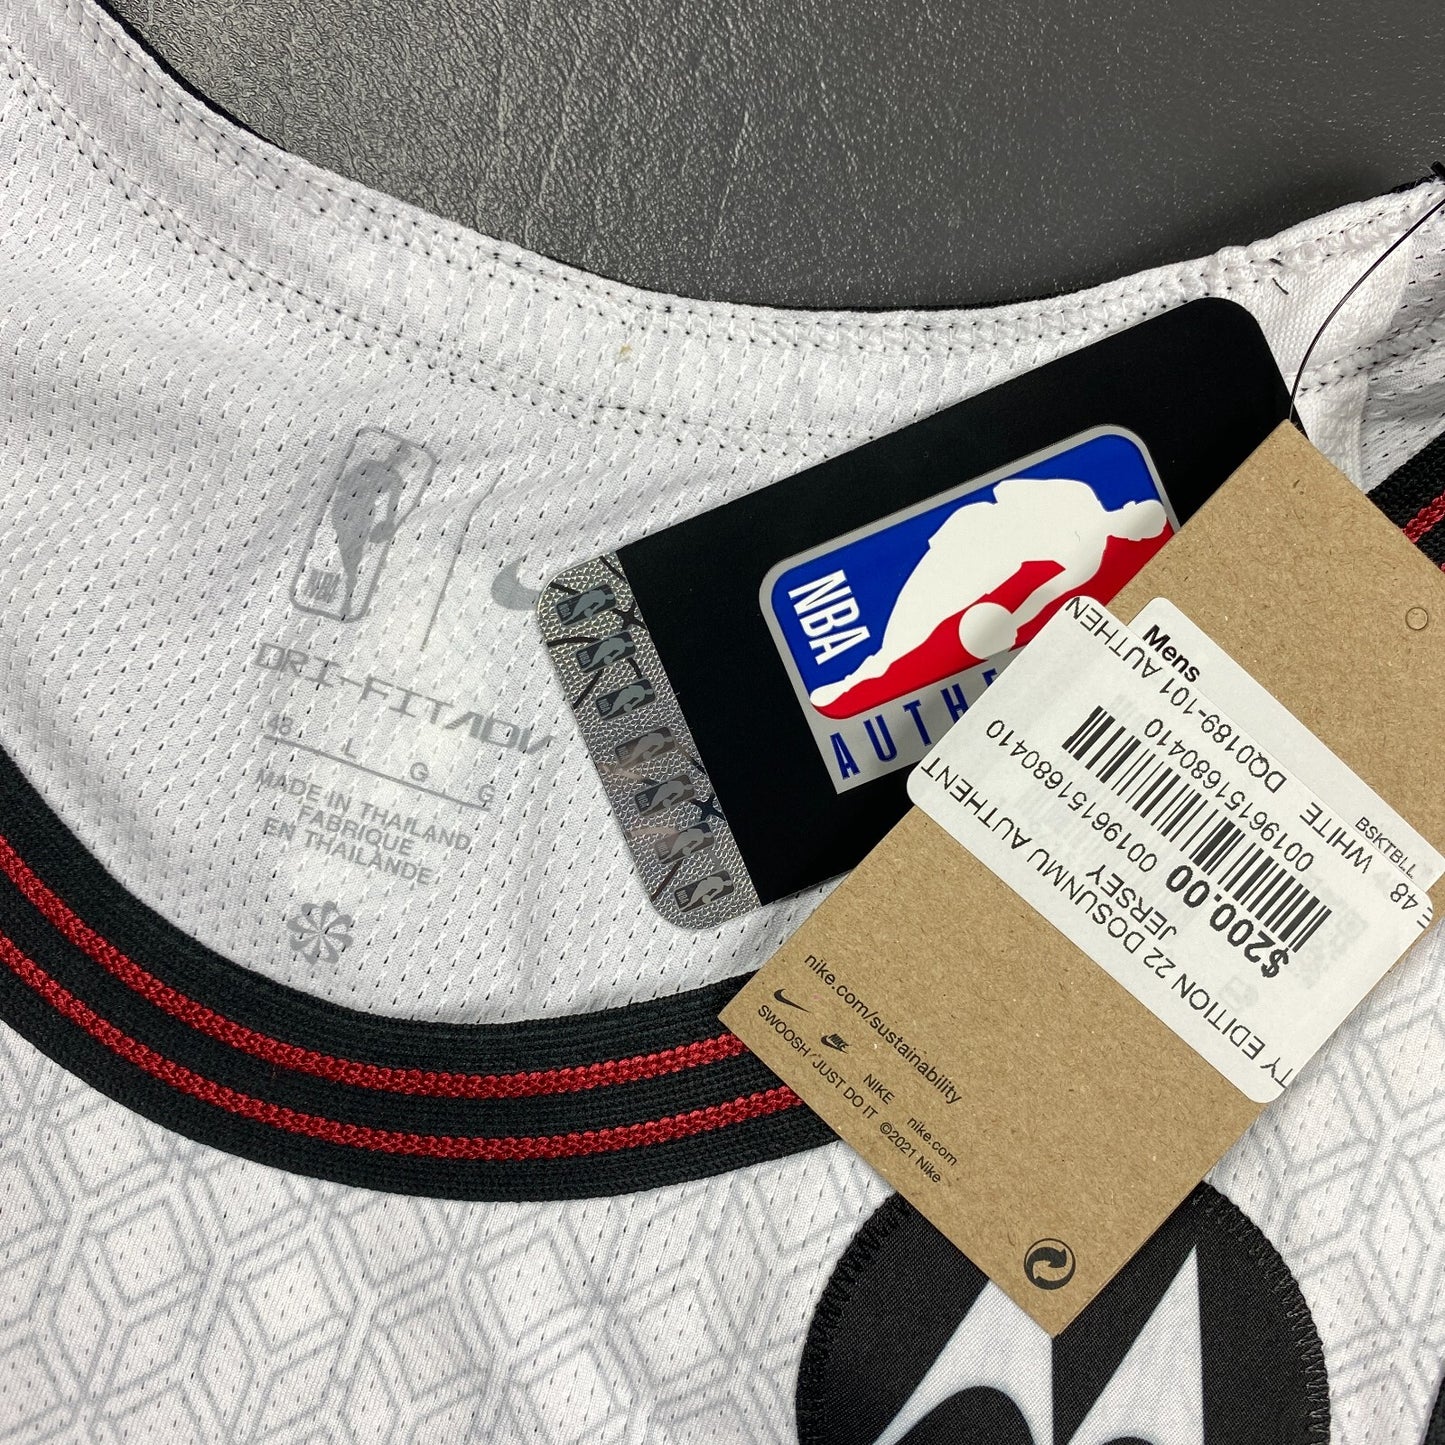 NBA
DRI-FIT ADV
48 L G G
MADE IN THAILAND
FABRIQUE
EN THAÏLANDE
NBA
Mens
DQ0189-101 AUTHEN
WHITE
BSKTBLL
48
00196151680410
00196151680410
$200.00
TY EDITION 22 DOSUNMU AUTHENT
JERSEY
nike.com/sustainability
SWOOSH / JUST DO IT
NIKE
nike.com
©2021 Nike